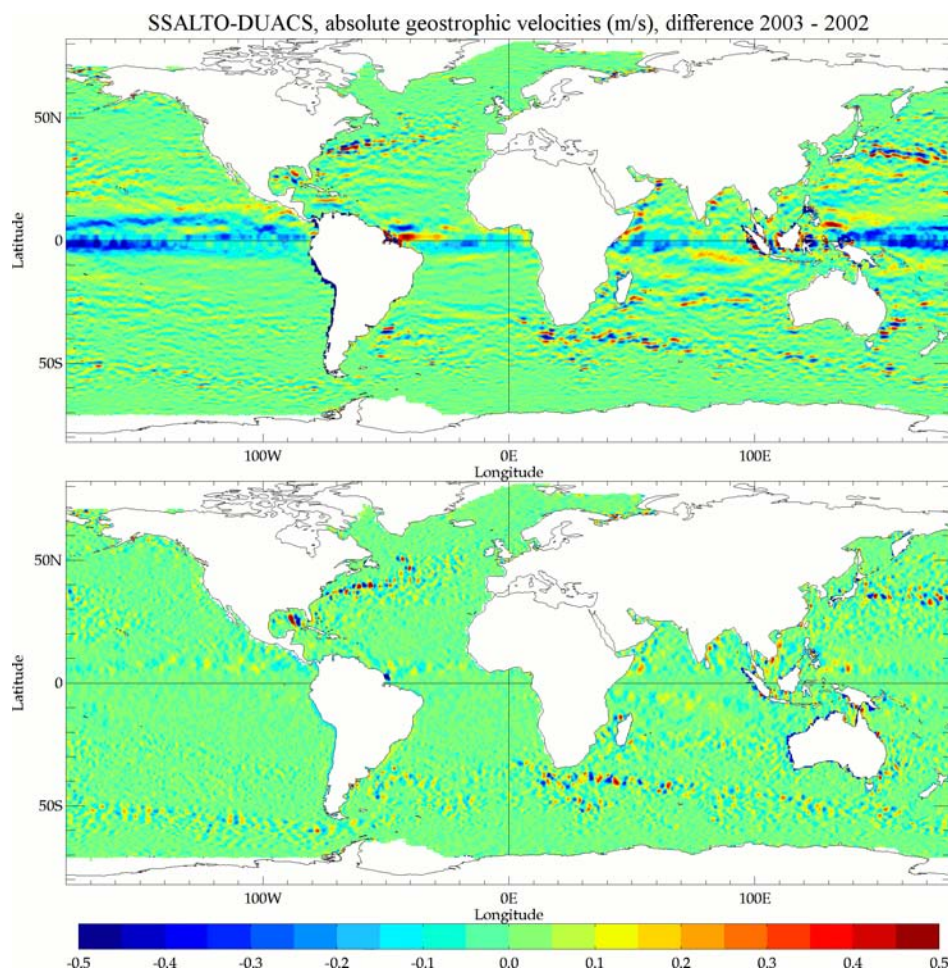 SSALTO-DUACS, absolute geostrophic velocities (m/s), difference 2003 - 2002
50N
0
50S
Latitude
100W
0E
100E
Longitude
50N
0
50S
Latitude
100W
0E
100E
Longitude
-0.5
-0.4
-0.3
-0.2
-0.1
0.0
0.1
0.2
0.3
0.4
0.5